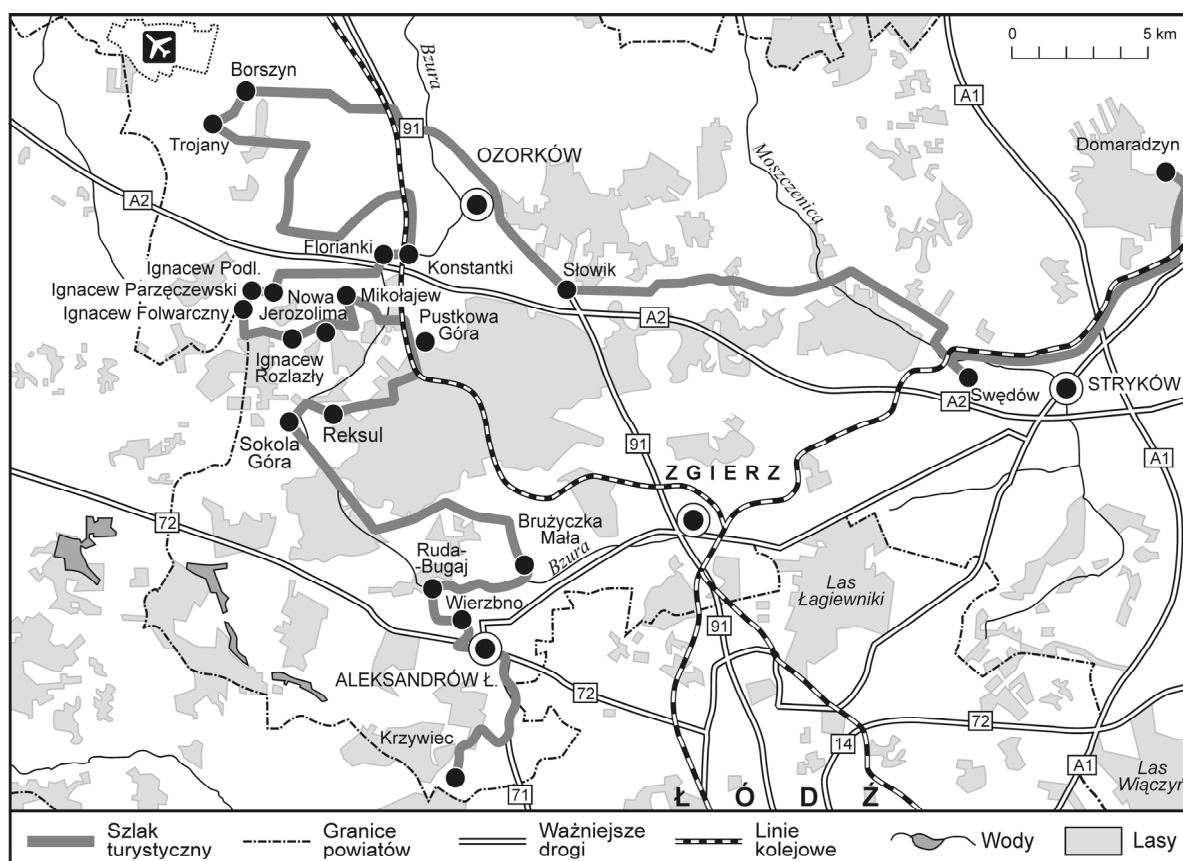 0 5 km
Borszyn
Bzura
A1
91
Trojany
OZORKÓW
Moszczenica
Domaradzyn
A2
Florianki
Konstantki
Słowik
Ignacew Podl.
Ignacew Parzęczewski
Ignacew Folwarczny
Nowa
Jerozolima
Mikołajew
Pustkowa
Góra
A2
Ignacew
Rozlazły
Swędów
STRYKÓW
A2
Reksul
Sokola
Góra
91
A1
ZGIERZ
72
Brużyczka
Mała
Ruda-
-Bugaj
Bzura
Wierzbno
Las
Łagiewniki
91
ALEKSANDRÓW Ł.
72
72
Krzywiec
14
A1
Las
Wiączyń
71
ŁÓDŹ
Szlak
turystyczny
Granice
powiatów
Ważniejsze
drogi
Linie
kolejowe
Wody
Lasy